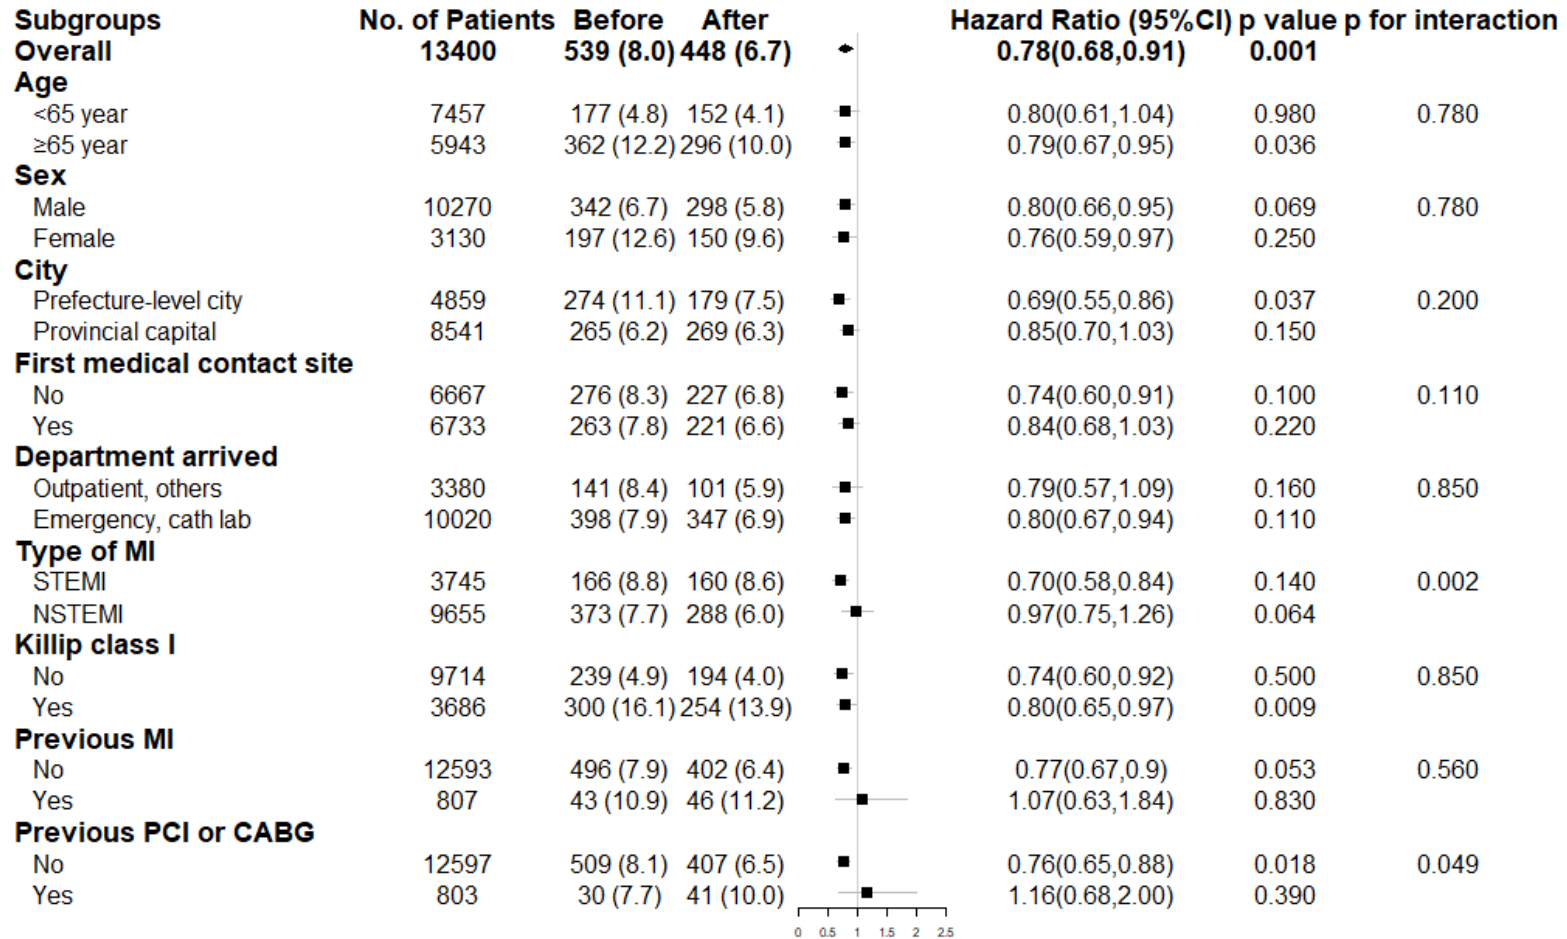 Subgroups No. of Patients Before After Hazard Ratio (95%CI) p value p for interaction
Overall 13400 539 (8.0) 448 (6.7) 0.78(0.68,0.91) 0.001
Age
<65 year 7457 177 (4.8) 152 (4.1) 0.80(0.61,1.04) 0.980 0.780
≥65 year 5943 362 (12.2) 296 (10.0) 0.79(0.67,0.95) 0.036
Sex
Male 10270 342 (6.7) 298 (5.8) 0.80(0.66,0.95) 0.069 0.780
Female 3130 197 (12.6) 150 (9.6) 0.76(0.59,0.97) 0.250
City
Prefecture-level city 4859 274 (11.1) 179 (7.5) 0.69(0.55,0.86) 0.037 0.200
Provincial capital 8541 265 (6.2) 269 (6.3) 0.85(0.70,1.03) 0.150
First medical contact site
No 6667 276 (8.3) 227 (6.8) 0.74(0.60,0.91) 0.100 0.110
Yes 6733 263 (7.8) 221 (6.6) 0.84(0.68,1.03) 0.220
Department arrived
Outpatient, others 3380 141 (8.4) 101 (5.9) 0.79(0.57,1.09) 0.160 0.850
Emergency, cath lab 10020 398 (7.9) 347 (6.9) 0.80(0.67,0.94) 0.110
Type of MI
STEMI 3745 166 (8.8) 160 (8.6) 0.70(0.58,0.84) 0.140 0.002
NSTEMI 9655 373 (7.7) 288 (6.0) 0.97(0.75,1.26) 0.064
Killip class I
No 9714 239 (4.9) 194 (4.0) 0.74(0.60,0.92) 0.500 0.850
Yes 3686 300 (16.1) 254 (13.9) 0.80(0.65,0.97) 0.009
Previous MI
No 12593 496 (7.9) 402 (6.4) 0.77(0.67,0.9) 0.053 0.560
Yes 807 43 (10.9) 46 (11.2) 1.07(0.63,1.84) 0.830
Previous PCI or CABG
No 12597 509 (8.1) 407 (6.5) 0.76(0.65,0.88) 0.018 0.049
Yes 803 30 (7.7) 41 (10.0) 1.16(0.68,2.00) 0.390
0 0.5 1 1.5 2 2.5